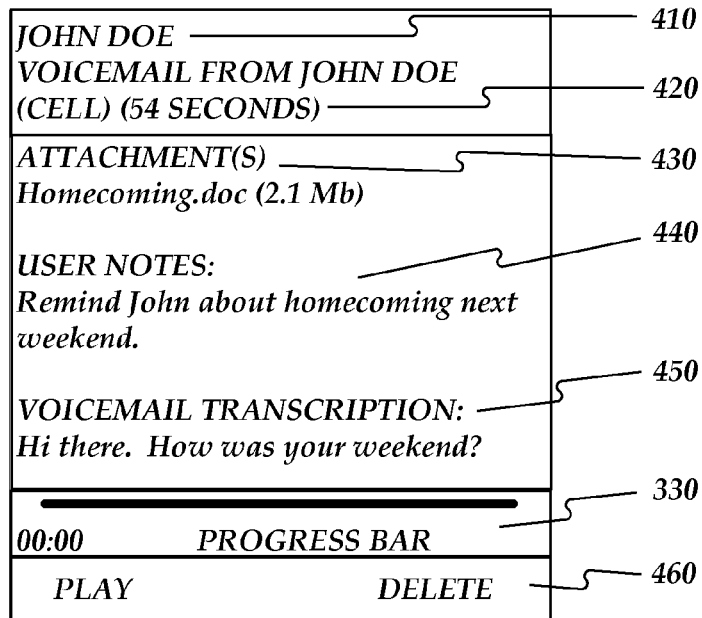 JOHN DOE
410
VOICEMAIL FROM JOHN DOE
(CELL) (54 SECONDS)
420
ATTACHMENT(S)
430
Homecoming.doc (2.1 Mb)
440
USER NOTES:
Remind John about homecoming next
weekend.
450
VOICEMAIL TRANSCRIPTION:
Hi there. How was your weekend?
330
00:00 PROGRESS BAR
PLAY DELETE
460